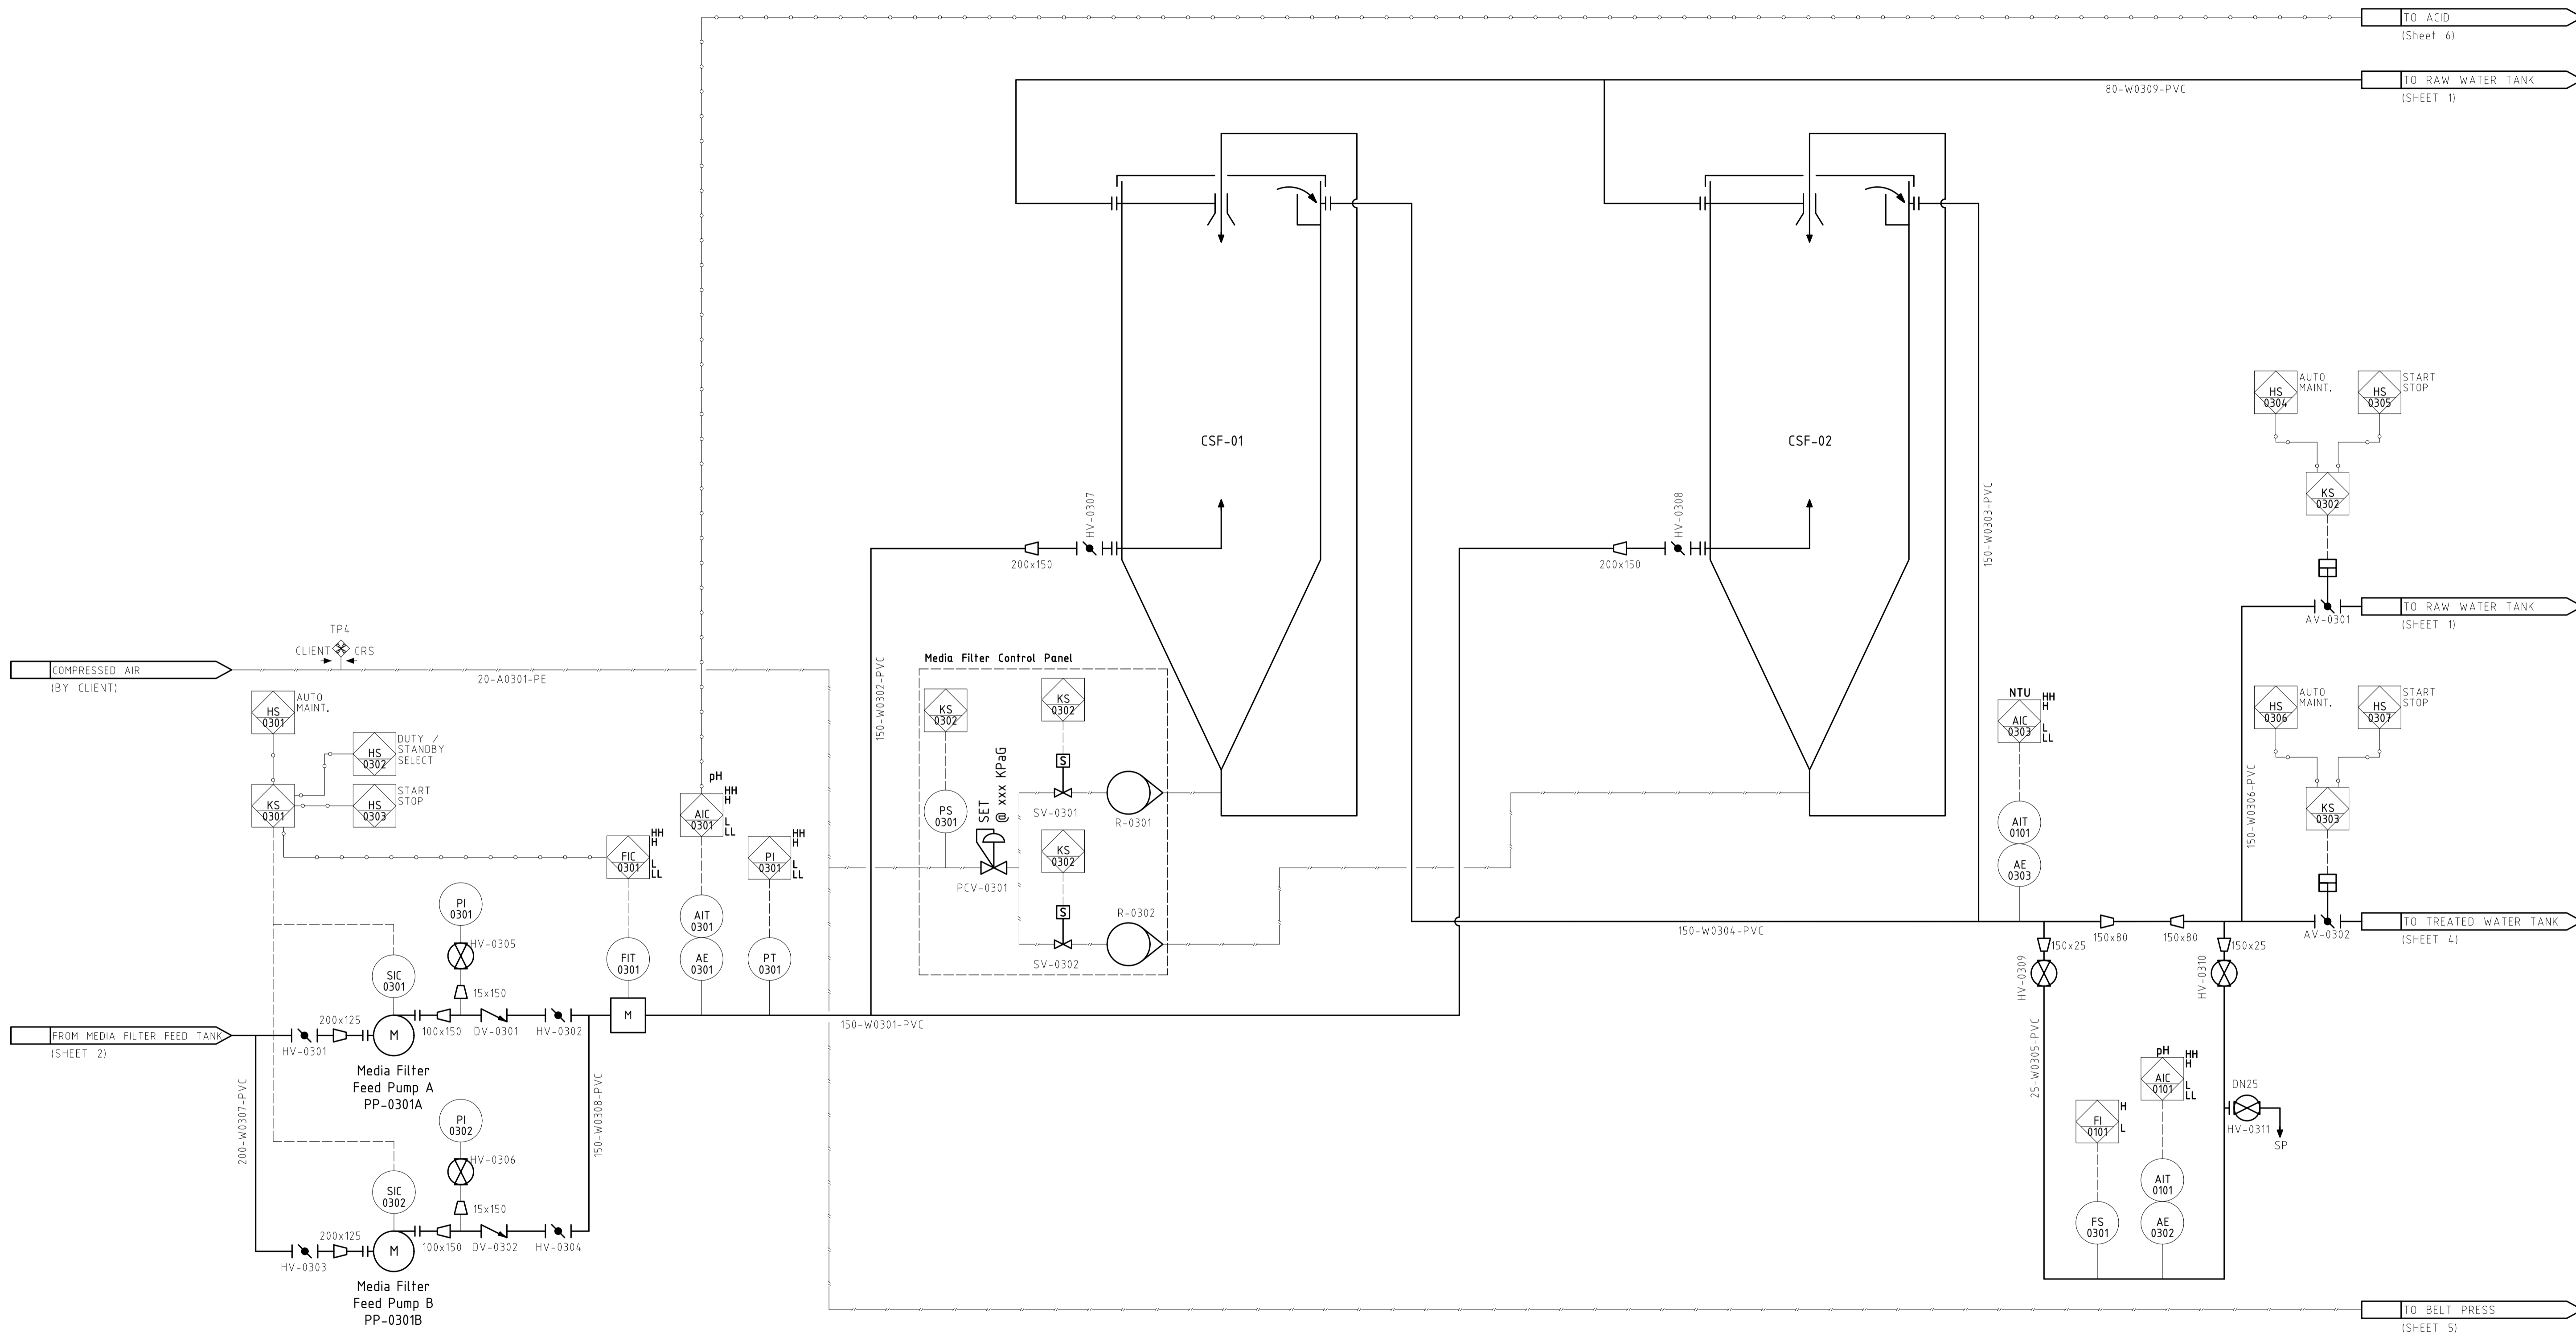 TO ACID
(Sheet 6)
TO RAW WATER TANK
(SHEET 1)
80-W0309-PVC
CSF-01
CSF-02
HV-0307
200x150
HV-0308
200x150
150-W0303-PVC
HS
0304
AUTO
MAINT.
HS
0305
START
STOP
KS
0302
AV-0301
TO RAW WATER TANK
(SHEET 1)
TP4
CLIENT
CRS
COMPRESSED AIR
(BY CLIENT)
20-A0301-PE
150-W0302-PVC
Media Filter Control Panel
KS
0302
KS
0302
PS
0301
SET
@ xxx KPaG
PCV-0301
S
SV-0301
R-0301
KS
0302
S
SV-0302
R-0302
HS
0301
AUTO
MAINT.
HS
0302
DUTY /
STANDBY
SELECT
KS
0301
HS
0303
START
STOP
FIC
0301
HH
H
L
LL
pH
AIC
0301
HH
H
L
LL
PI
0301
HH
H
L
LL
FIT
0301
AIT
0301
AE
0301
PT
0301
NTU
AIC
0303
HH
H
L
LL
AIT
0101
AE
0303
150-W0306-PVC
HS
0306
AUTO
MAINT.
HS
0307
START
STOP
KS
0303
AV-0302
TO TREATED WATER TANK
(SHEET 4)
150-W0304-PVC
150x80
150x80
150x25
150x25
HV-0309
HV-0310
PI
0301
HV-0305
SIC
0301
15x150
FROM MEDIA FILTER FEED TANK
(SHEET 2)
HV-0301
200x125
M
100x150
DV-0301
HV-0302
M
150-W0301-PVC
Media Filter
Feed Pump A
PP-0301A
200-W0307-PVC
150-W0308-PVC
PI
0302
HV-0306
SIC
0302
15x150
HV-0303
200x125
M
100x150
DV-0302
HV-0304
Media Filter
Feed Pump B
PP-0301B
25-W0305-PVC
FI
0101
H
L
pH
AIC
0101
HH
H
L
LL
FS
0301
AIT
0101
AE
0302
DN25
HV-0311
SP
TO BELT PRESS
(SHEET 5)